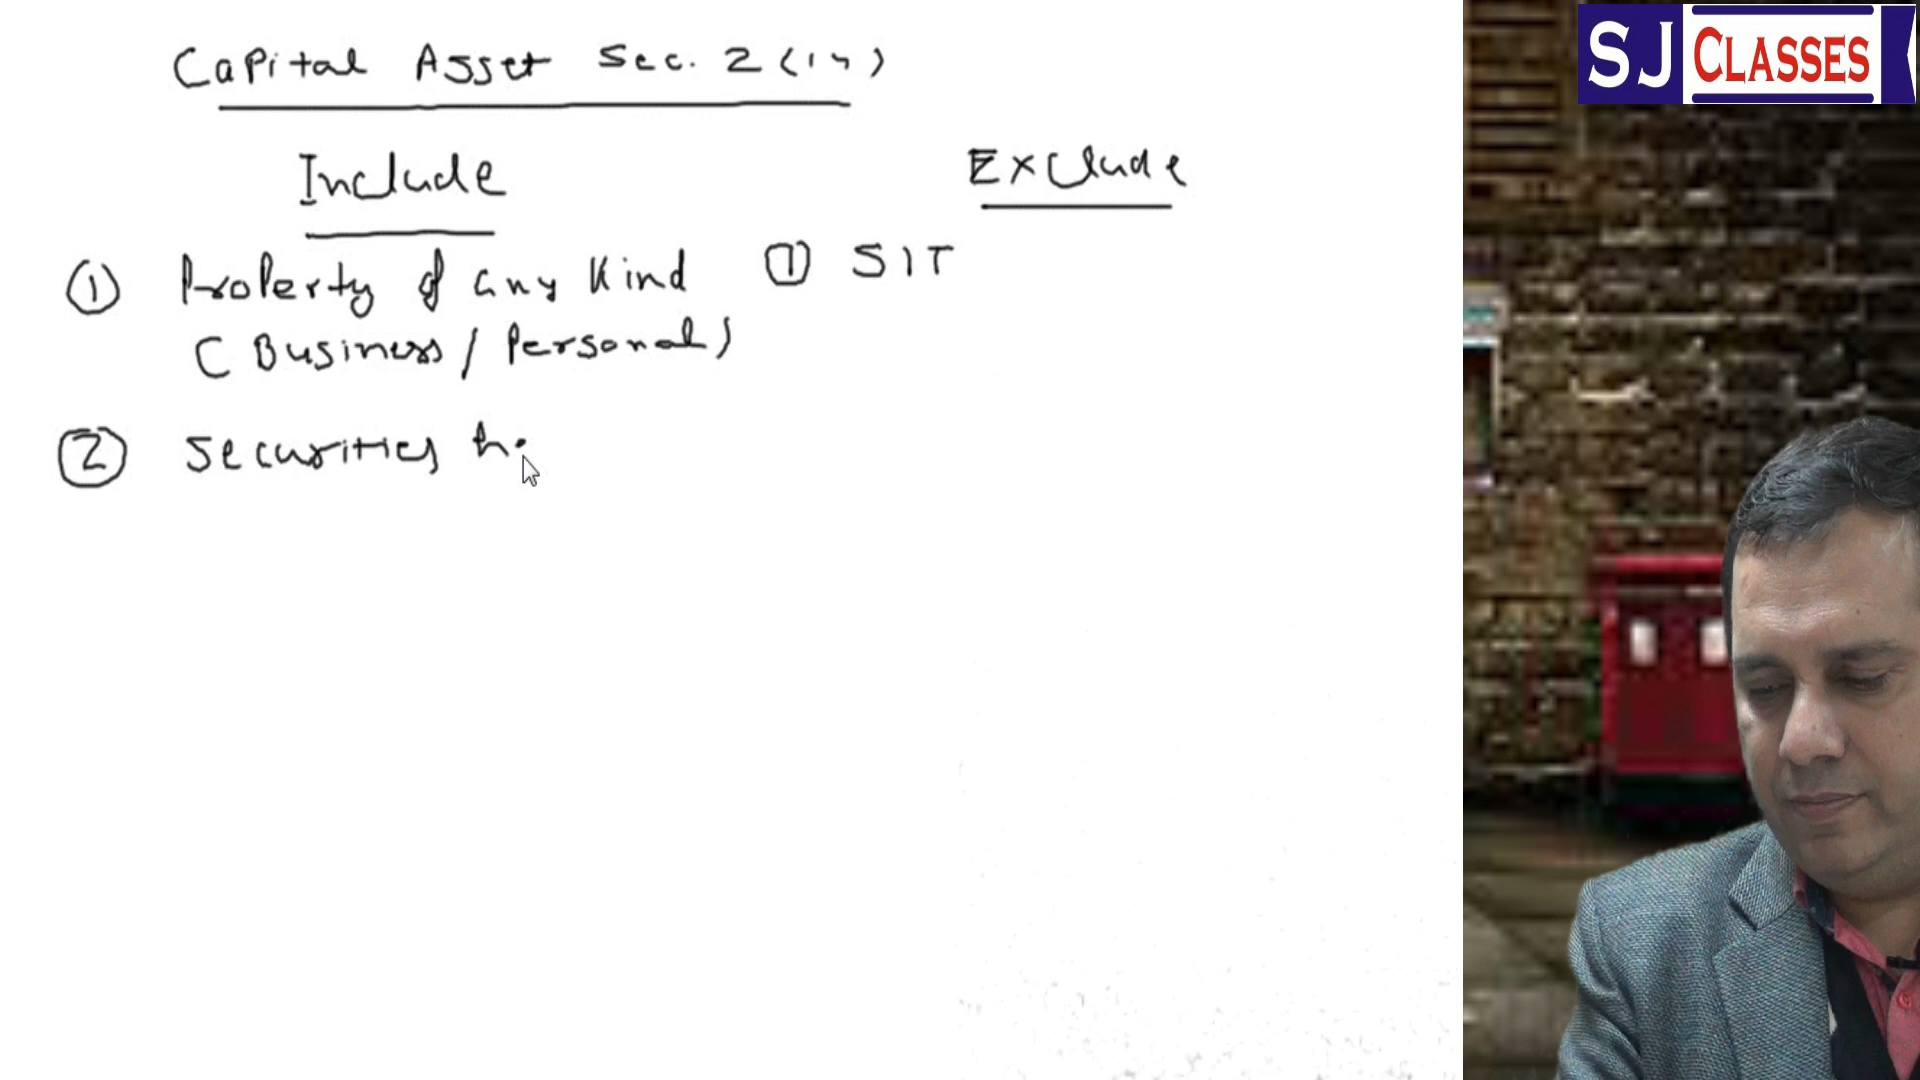 Capital Asset Sec. 2(14)
SJ CLASSES
Include
Exclude
① Property of any Kind
(Business/Personal)
① SIT
② Securities h